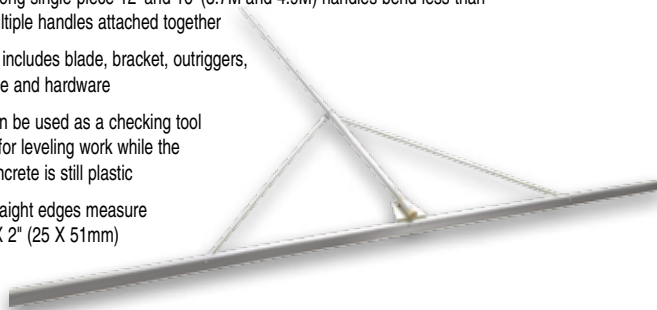 ong single piece 12' and 16' (3.7M and 4.9M) handles bend less than
ltiple handles attached together
includes blade, bracket, outriggers,
e and hardware
n be used as a checking tool
for leveling work while the
ncrete is still plastic
aight edges measure
X 2" (25 X 51mm)